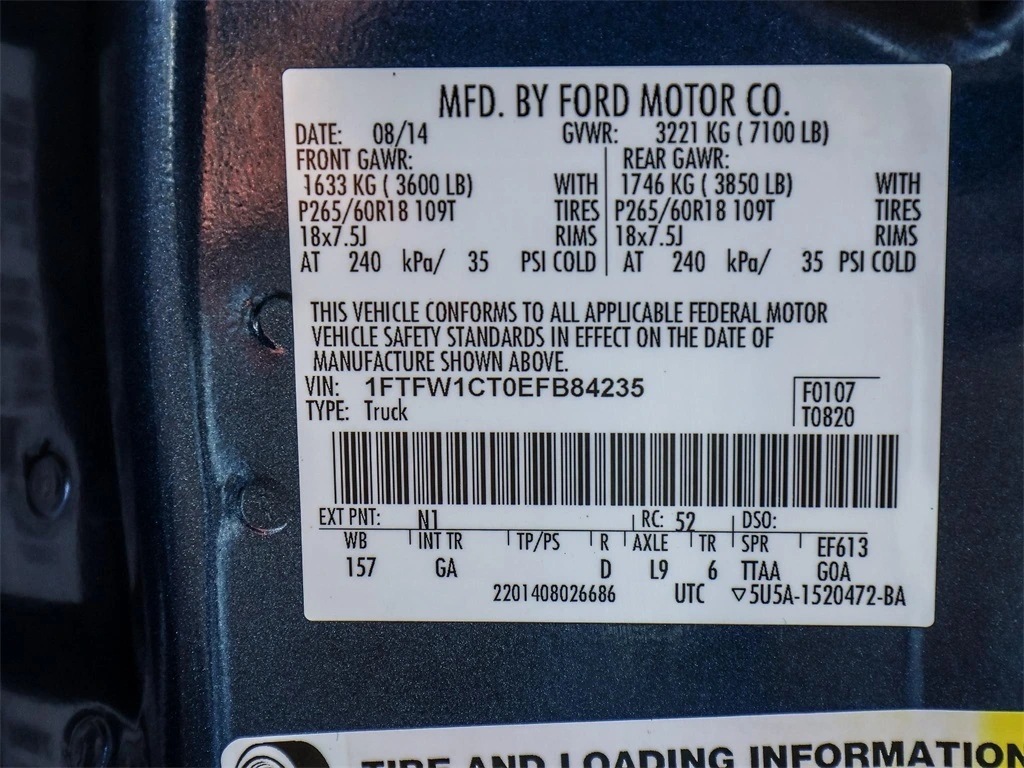 MFD. BY FORD MOTOR CO.
DATE: 08/14 GVWR: 3221 KG ( 7100 LB)
FRONT GAWR: REAR GAWR:
1633 KG ( 3600 LB) WITH 1746 KG ( 3850 LB) WITH
P265/60R18 109T TIRES P265/60R18 109T TIRES
18x7.5J RIMS 18x7.5J RIMS
AT 240 kPa/ 35 PSI COLD AT 240 kPa/ 35 PSI COLD
THIS VEHICLE CONFORMS TO ALL APPLICABLE FEDERAL MOTOR
VEHICLE SAFETY STANDARDS IN EFFECT ON THE DATE OF
MANUFACTURE SHOWN ABOVE.
VIN: 1FTFW1CT0EFB84235 F0107
TYPE: Truck T0820
EXT PNT: N1 RC: 52 DSO:
WB INT TR TP/PS R AXLE TR SPR EF613
157 GA D L9 6 TTAA G0A
2201408026686 UTC ▽5U5A-1520472-BA
TIRE AND LOADING INFORMATION